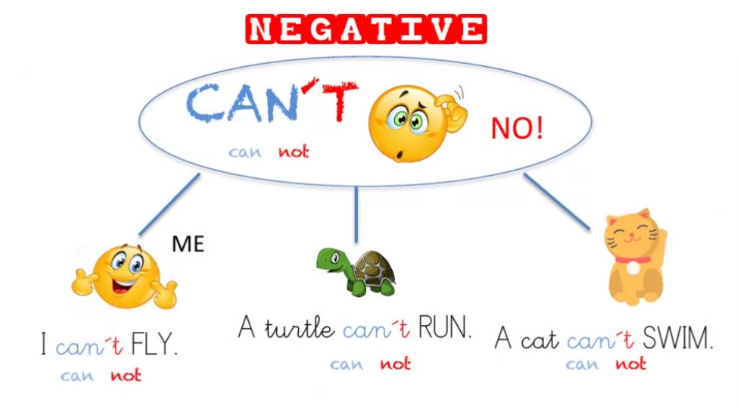 NEGATIVE
CAN´T
NO!
can not
ME
I can´t FLY.
can not
A turtle can´t RUN.
can not
A cat can´t SWIM.
can not